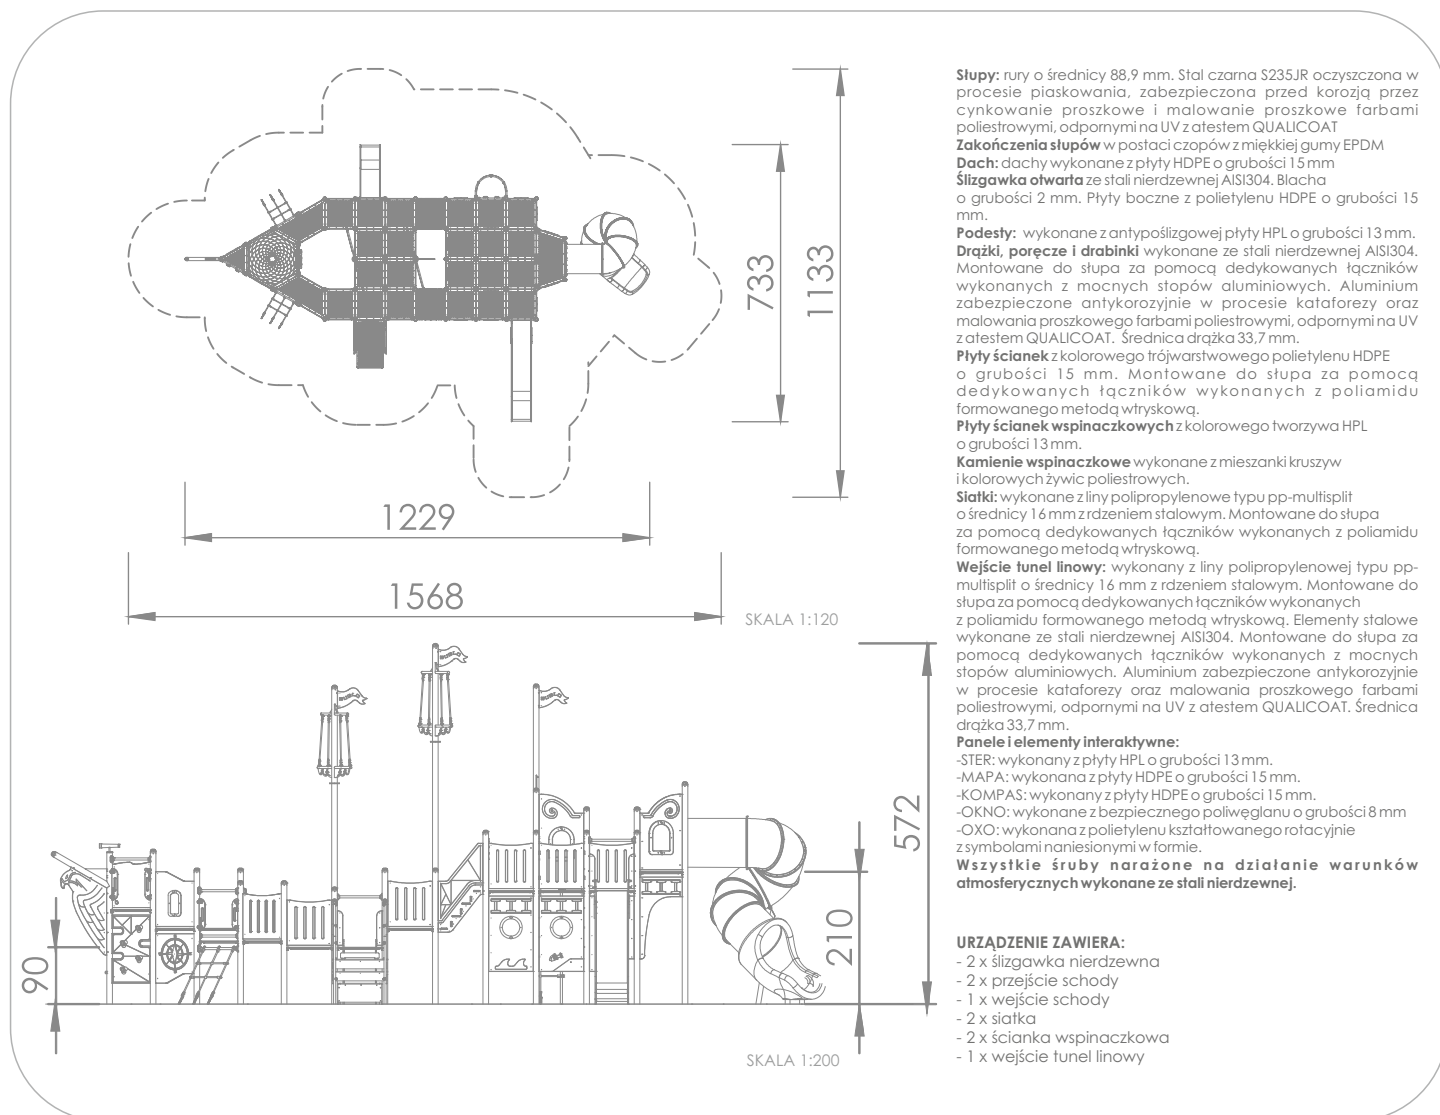 Słupy: rury o średnicy 88,9 mm. Stal czarna S235JR oczyszczona w
procesie piaskowania, zabezpieczona przed korozją przez
cynkowanie proszkowe i malowanie proszkowe farbami
poliestrowymi, odpornymi na UV z atestem QUALICOAT
Zakończenia słupów w postaci czopów z miękkiej gumy EPDM
Dach: dachy wykonane z płyty HDPE o grubości 15 mm
Ślizgawka otwarta ze stali nierdzewnej AISI304. Blacha
o grubości 2 mm. Płyty boczne z polietylenu HDPE o grubości 15
mm.
Podesty: wykonane z antypoślizgowej płyty HPL o grubości 13 mm.
Drążki, poręcze i drabinki wykonane ze stali nierdzewnej AISI304.
Montowane do słupa za pomocą dedykowanych łączników
wykonanych z mocnych stopów aluminiowych. Aluminium
zabezpieczone antykorozyjnie w procesie kataforezy oraz
malowania proszkowego farbami poliestrowymi, odpornymi na UV
z atestem QUALICOAT. Średnica drążka 33,7 mm.
Płyty ścianek z kolorowego trójwarstwowego polietylenu HDPE
o grubości 15 mm. Montowane do słupa za pomocą
dedykowanych łączników wykonanych z poliamidu
formowanego metodą wtryskową.
Płyty ścianek wspinaczkowych z kolorowego tworzywa HPL
o grubości 13 mm.
Kamienie wspinaczkowe wykonane z mieszanki kruszyw
i kolorowych żywic poliestrowych.
Siatki: wykonane z liny polipropylenowe typu pp-multisplit
o średnicy 16 mm z rdzeniem stalowym. Montowane do słupa
za pomocą dedykowanych łączników wykonanych z poliamidu
formowanego metodą wtryskową.
Wejście tunel linowy: wykonany z liny polipropylenowej typu pp-
multisplit o średnicy 16 mm z rdzeniem stalowym. Montowane do
słupa za pomocą dedykowanych łączników wykonanych
z poliamidu formowanego metodą wtryskową. Elementy stalowe
wykonane ze stali nierdzewnej AISI304. Montowane do słupa za
pomocą dedykowanych łączników wykonanych z mocnych
stopów aluminiowych. Aluminium zabezpieczone antykorozyjnie
w procesie kataforezy oraz malowania proszkowego farbami
poliestrowymi, odpornymi na UV z atestem QUALICOAT. Średnica
drążka 33,7 mm.
Panele i elementy interaktywne:
-STER: wykonany z płyty HPL o grubości 13 mm.
-MAPA: wykonana z płyty HDPE o grubości 15 mm.
-KOMPAS: wykonany z płyty HDPE o grubości 15 mm.
-OKNO: wykonane z bezpiecznego poliwęglanu o grubości 8 mm
-OXO: wykonana z polietylenu kształtowanego rotacyjnie
z symbolami naniesionymi w formie.
Wszystkie śruby narażone na działanie warunków
atmosferycznych wykonane ze stali nierdzewnej.
URZĄDZENIE ZAWIERA:
- 2 x ślizgawka nierdzewna
- 2 x przejście schody
- 1 x wejście schody
- 2 x siatka
- 2 x ścianka wspinaczkowa
- 1 x wejście tunel linowy
733
1133
1229
1568
SKALA 1:120
572
210
90
SKALA 1:200